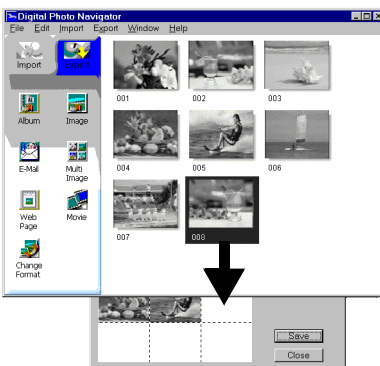 Digital Photo Navigator
File Edit Import Export Window Help
Import
001 002 003
Album Image
004 005 006
E-Mail Multi Image
Web Page Movie
007 008
Change Format
Save
Close